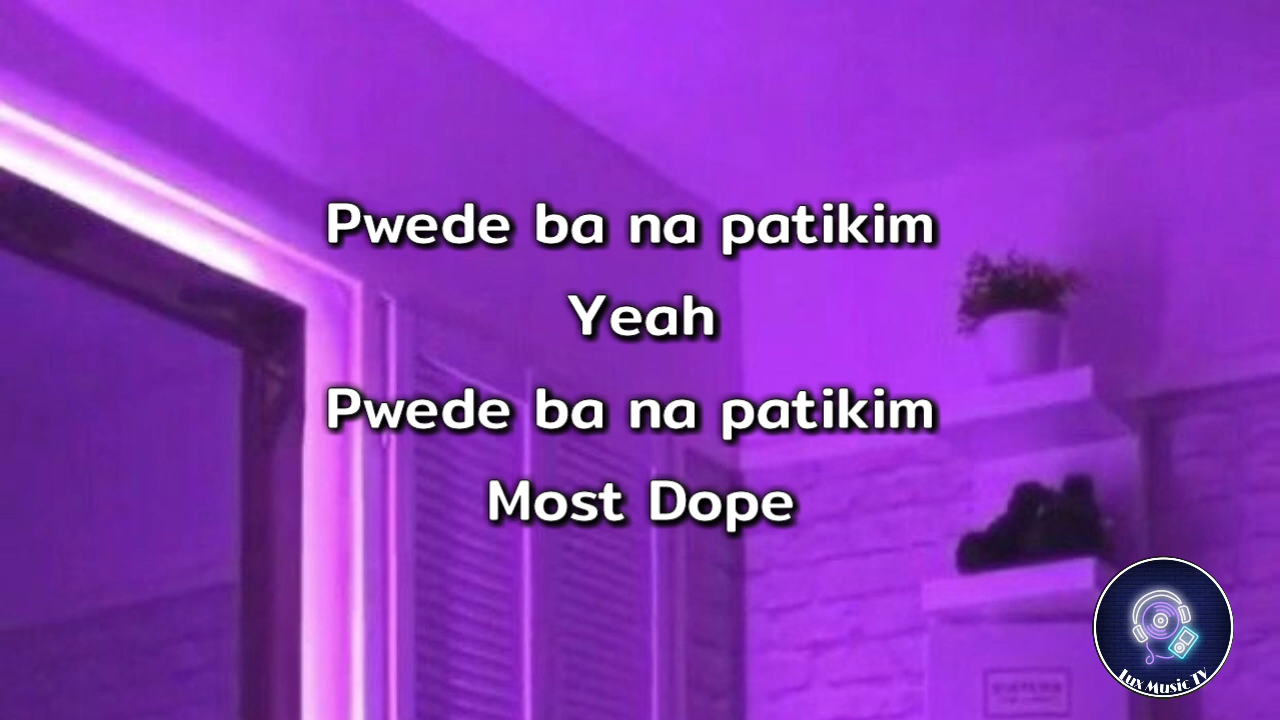 Pwede ba na patikim
Yeah
Pwede ba na patikim
Most Dope
Lux Music TV